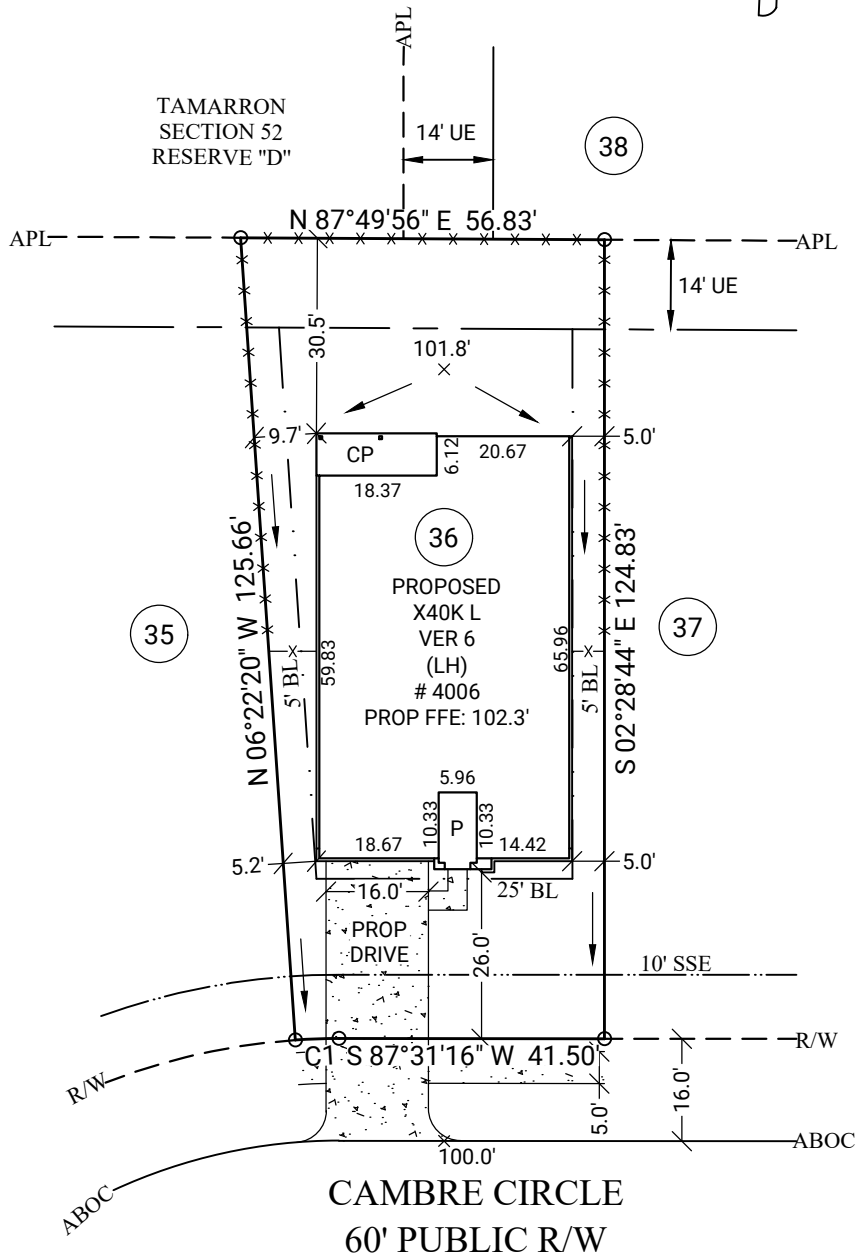 D
APL
TAMARRON
SECTION 52
RESERVE "D"
14' UE
38
N 87°49'56" E 56.83'
APL
APL
14' UE
30.5'
101.8'
9.7'
5.0'
CP
6.12
20.67
18.37
36
N 06°22'20" W 125.66'
S 02°28'44" E 124.83'
PROPOSED
X40K L
VER 6
(LH)
# 4006
PROP FFE: 102.3'
35
37
59.83
65.96
5' BL
5' BL
5.96
10.33
P
10.33
18.67
14.42
5.2'
5.0'
16.0'
25' BL
PROP
DRIVE
26.0'
10' SSE
C1 S 87°31'16" W 41.50'
R/W
R/W
5.0'
16.0'
ABOC
100.0'
ABOC
CAMBRE CIRCLE
60' PUBLIC R/W